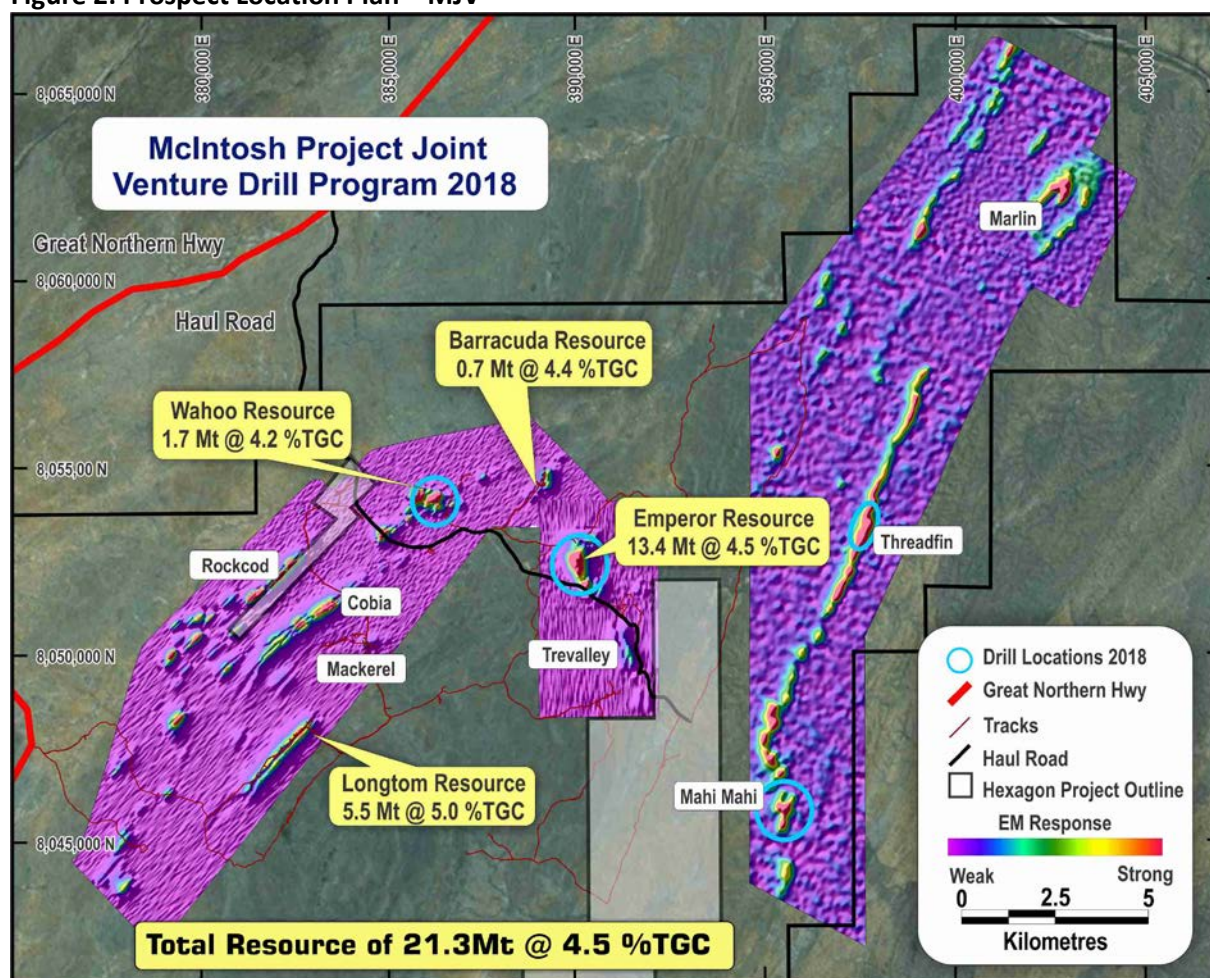 Figure 2: Prospect Location Plan – MJV
380,000 E
385,000 E
390,000 E
395,000 E
400,000 E
405,000 E
8,065,000 N
McIntosh Project Joint
Venture Drill Program 2018
Marlin
Great Northern Hwy
8,060,000 N
Haul Road
Barracuda Resource
0.7 Mt @ 4.4 %TGC
Wahoo Resource
1.7 Mt @ 4.2 %TGC
8,055,00 N
Emperor Resource
13.4 Mt @ 4.5 %TGC
Threadfin
Rockcod
Cobia
8,050,000 N
Mackerel
Trevalley
Longtom Resource
5.5 Mt @ 5.0 %TGC
Mahi Mahi
8,045,000 N
Drill Locations 2018
Great Northern Hwy
Tracks
Haul Road
Hexagon Project Outline
EM Response
Weak Strong
0 2.5 5
Kilometres
Total Resource of 21.3Mt @ 4.5 %TGC